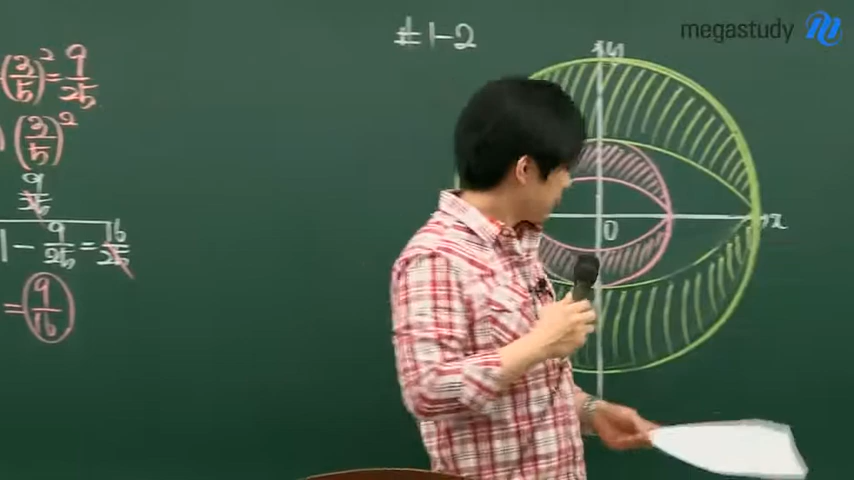 (3/5)² = 9/25
(3/5)²
9/25
1 - 9/25 = 16/25
= 9/16
#1-2
y
0
x
megastudy